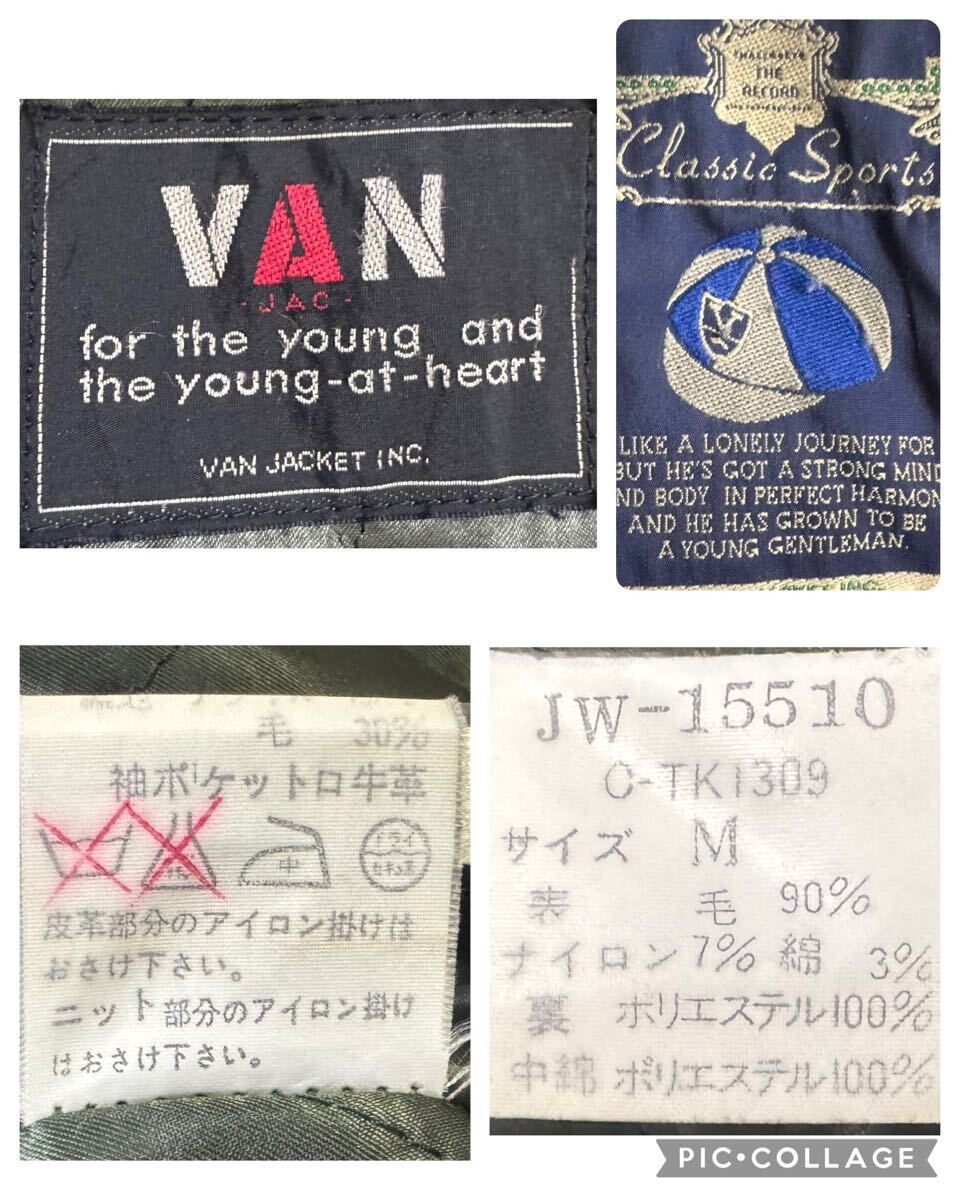 VAN
-JAC-
for the young and
the young-at-heart
VAN JACKET INC.
THE
RECORD
Classic Sports
LIKE A LONELY JOURNEY FOR
BUT HE'S GOT A STRONG MIND
ND BODY IN PERFECT HARMON
AND HE HAS GROWN TO BE
A YOUNG GENTLEMAN.
毛 30%
袖ポケット口牛革
中
ドライ
皮革部分のアイロン掛けは
おさけ下さい。
ニット部分のアイロン掛け
はおさけ下さい。
JW-15510
C-TK1309
サイズ M
表 毛 90%
ナイロン 7% 綿 3%
裏 ポリエステル100%
中綿 ポリエステル100%
PIC•COLLAGE